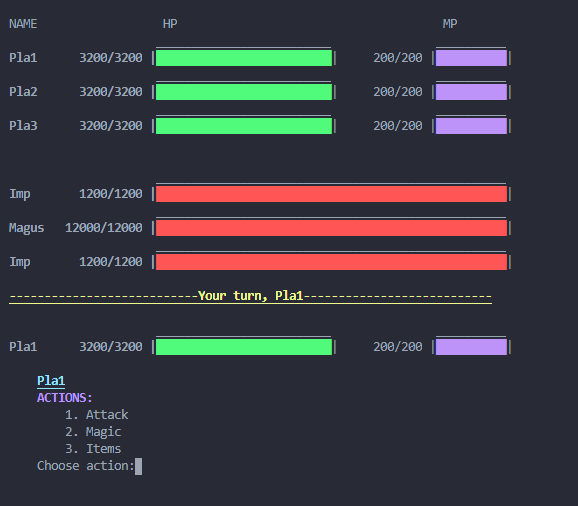 NAME HP MP
Pla1 3200/3200 | | 200/200 | |
Pla2 3200/3200 | | 200/200 | |
Pla3 3200/3200 | | 200/200 | |
Imp 1200/1200 | |
Magus 12000/12000 | |
Imp 1200/1200 | |
---------------------------Your turn, Pla1---------------------------
Pla1 3200/3200 | | 200/200 | |
Pla1
ACTIONS:
1. Attack
2. Magic
3. Items
Choose action: